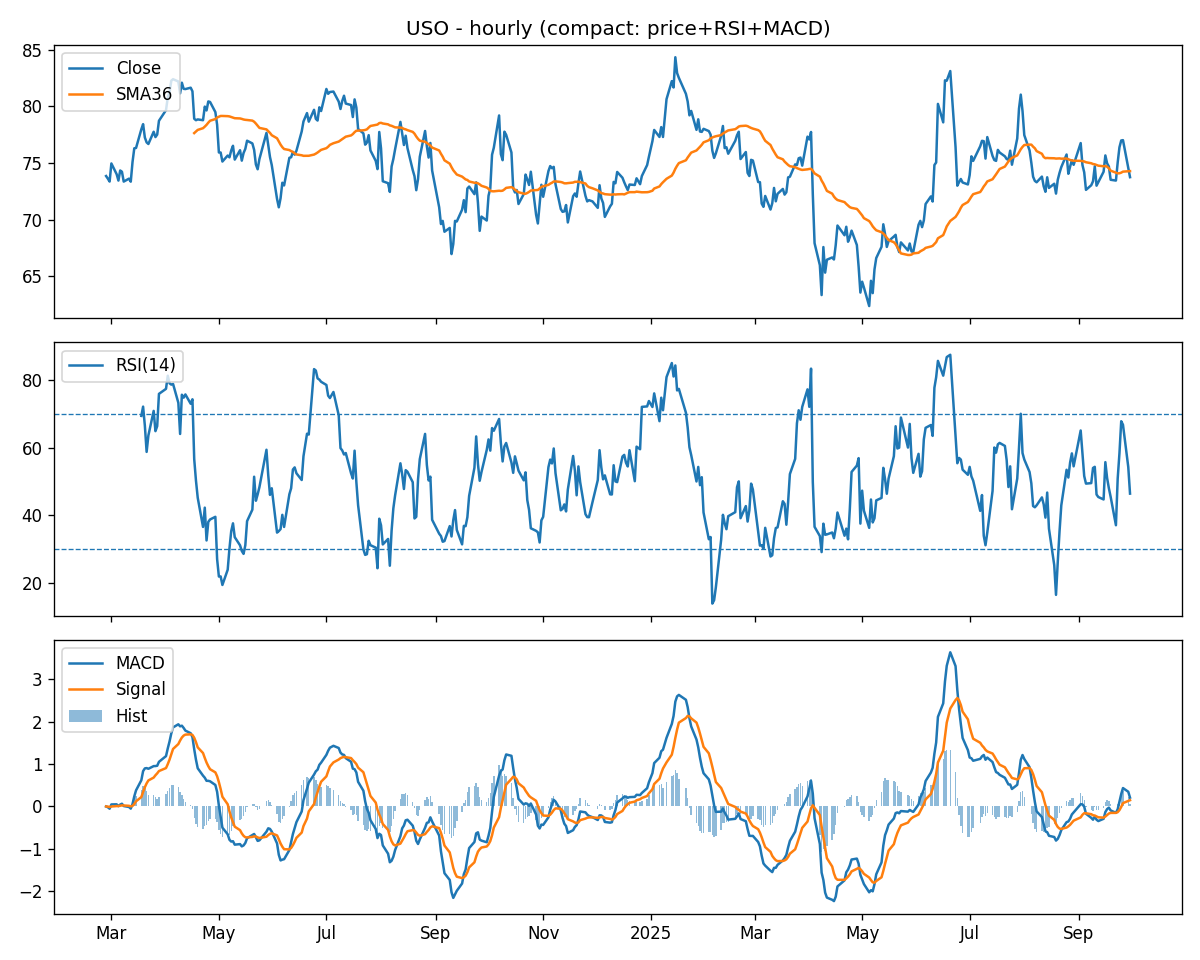 USO - hourly (compact: price+RSI+MACD)
85
80
75
70
65
Close
SMA36
80
60
40
20
RSI(14)
3
2
1
0
−1
−2
MACD
Signal
Hist
Mar May Jul Sep Nov 2025 Mar May Jul Sep